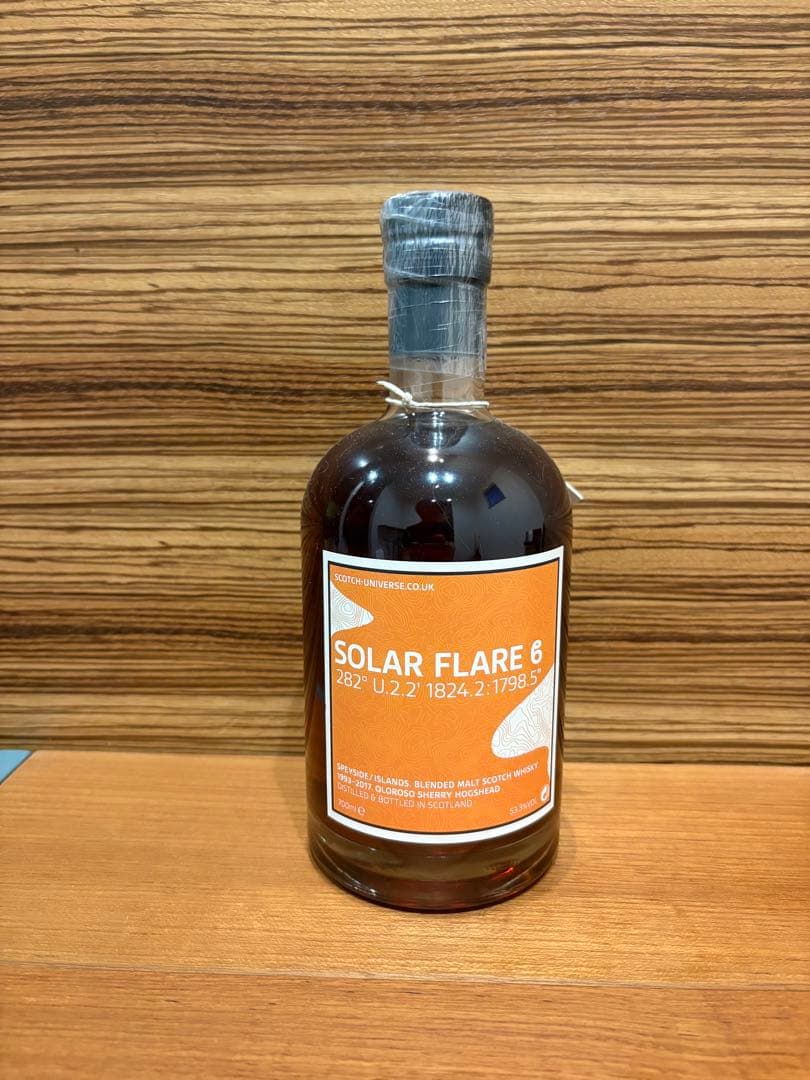 SCOTCH-UNIVERSE.CO.UK
SOLAR FLARE 6
282° U.2.2' 1824.2:1798.5"
SPEYSIDE/ISLANDS. BLENDED MALT SCOTCH WHISKY.
1993-2017. OLOROSO SHERRY HOGSHEAD
DISTILLED & BOTTLED IN SCOTLAND
700ml e 53.3%VOL